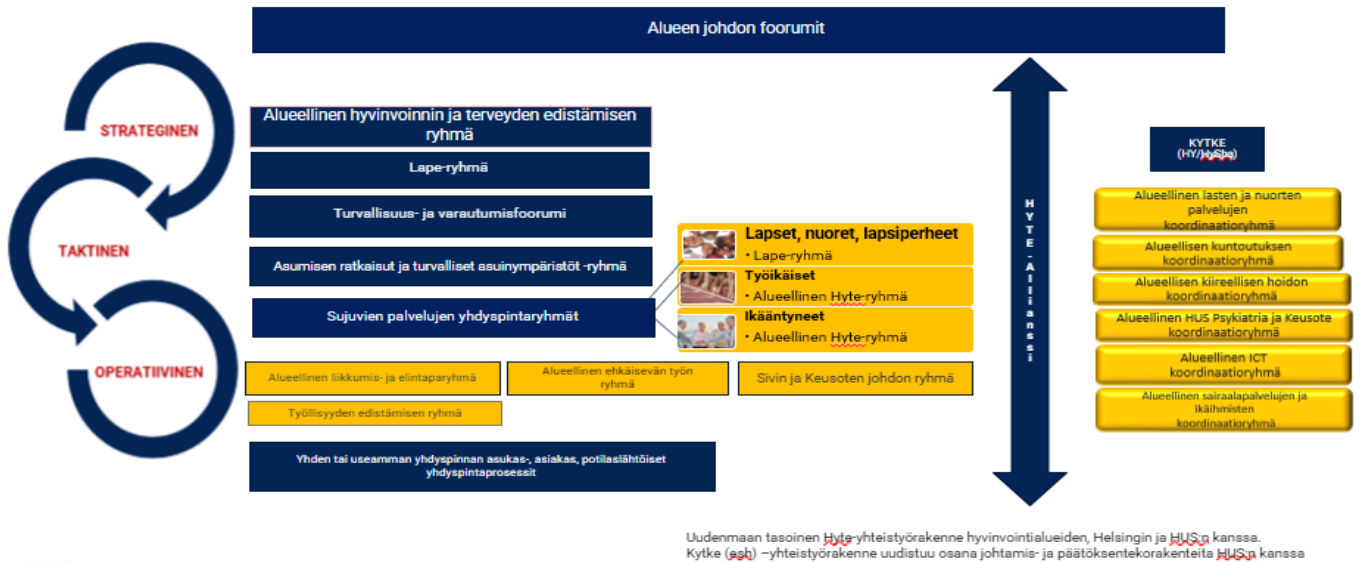 Alueen johdon foorumit
STRATEGINEN
TAKTINEN
OPERATIIVINEN
Alueellinen hyvinvoinnin ja terveyden edistämisen
ryhmä
Lape-ryhmä
Turvallisuus- ja varautumisfoorumi
Asumisen ratkaisut ja turvalliset asuinympäristöt -ryhmä
Sujuvien palvelujen yhdyspintaryhmät
Lapset, nuoret, lapsiperheet
• Lape-ryhmä
Työikäiset
• Alueellinen Hyte-ryhmä
Ikääntyneet
• Alueellinen Hyte-ryhmä
Alueellinen liikkumis- ja elintaparyhmä
Alueellinen ehkäisevän työn
ryhmä
Sivin ja Keusoten johdon ryhmä
Työllisyyden edistämisen ryhmä
Yhden tai useamman yhdyspinnan asukas-, asiakas, potilaslähtöiset
yhdyspintaprosessit
HYTE-Allianssi
KYTKE
(HY/HySha)
Alueellinen lasten ja nuorten
palvelujen
koordinaatioryhmä
Alueellisen kuntoutuksen
koordinaatioryhmä
Alueellisen kiireellisen hoidon
koordinaatioryhmä
Alueellinen HUS Psykiatria ja Keusote
koordinaatioryhmä
Alueellinen ICT
koordinaatioryhmä
Alueellinen sairaalapalvelujen ja
ikäihmisten
koordinaatioryhmä
Uudenmaan tasoinen Hyte-yhteistyörakenne hyvinvointialueiden, Helsingin ja HUS:n kanssa.
Kytke (esh) –yhteistyörakenne uudistuu osana johtamis- ja päätöksentekorakenteita HUS:n kanssa